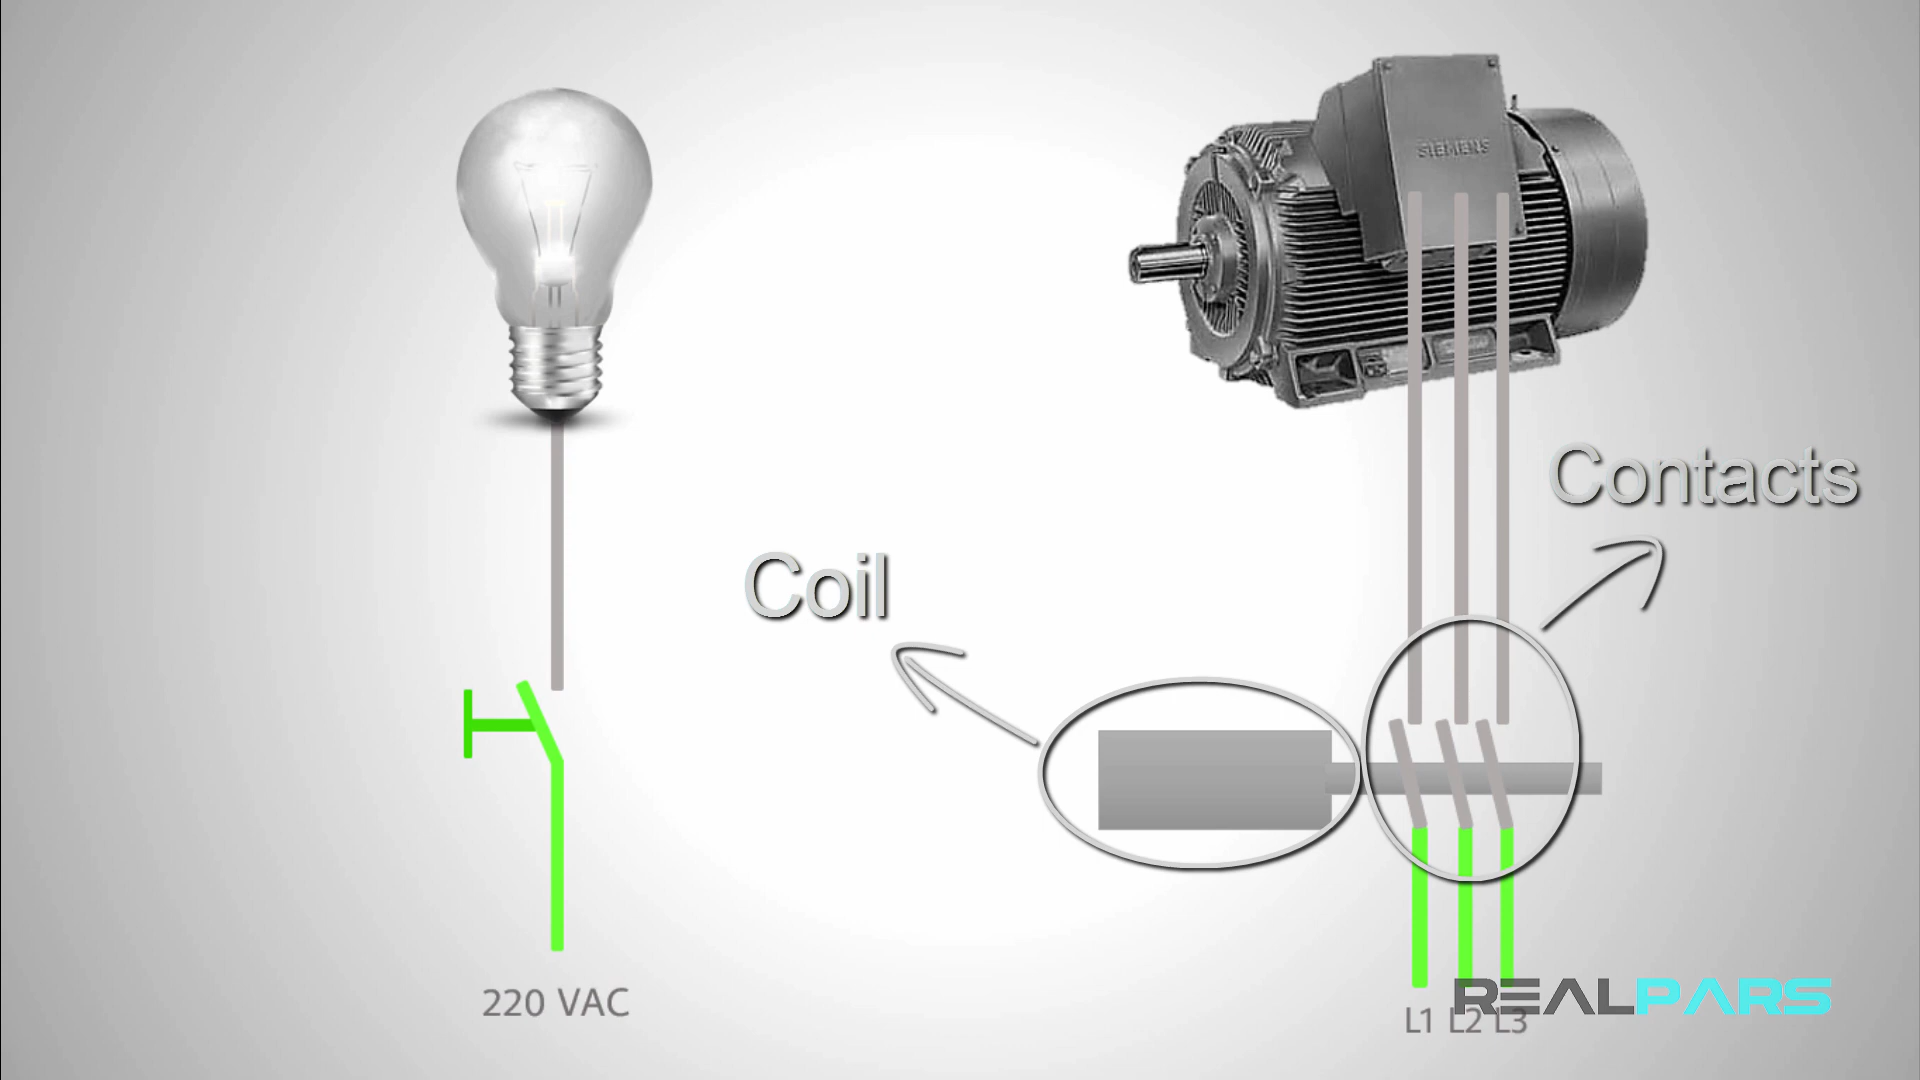 SIEMENS
Contacts
Coil
220 VAC
REALPARS
L1 L2 L3